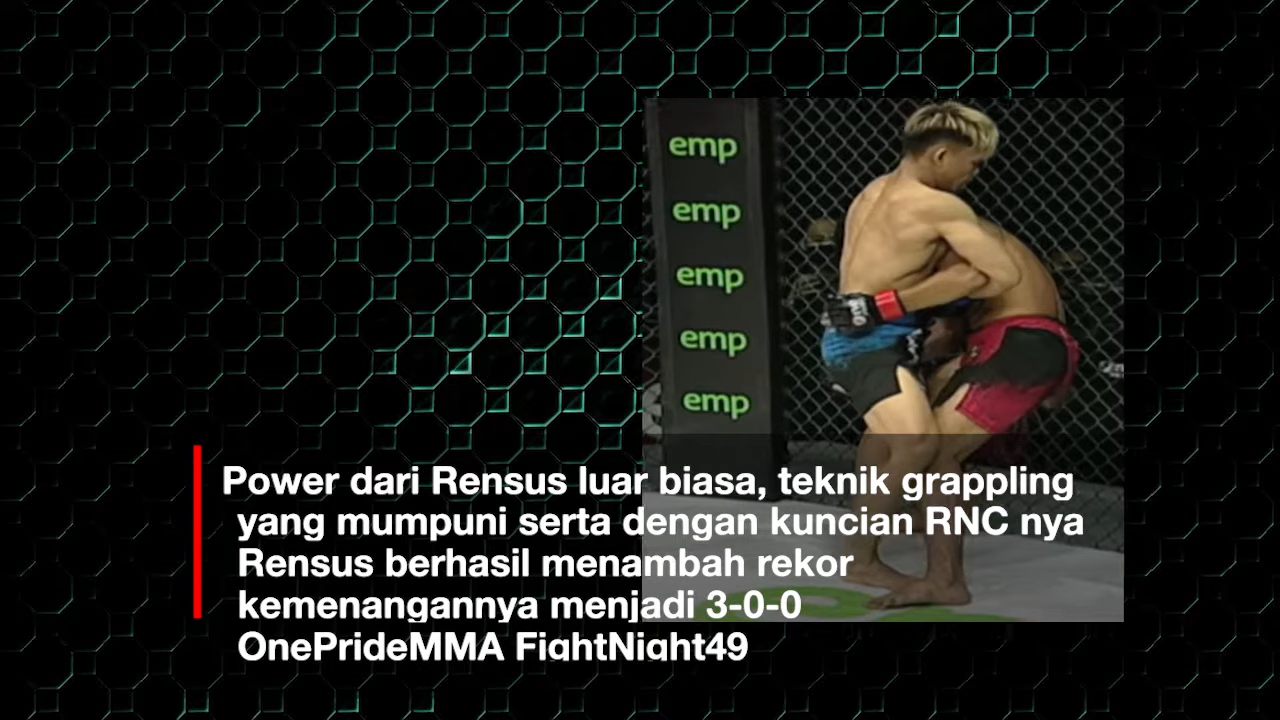 emp
emp
emp
emp
emp
Power dari Rensus luar biasa, teknik grappling
yang mumpuni serta dengan kuncian RNC nya
Rensus berhasil menambah rekor
kemenangannya menjadi 3-0-0
OnePrideMMA FightNight49